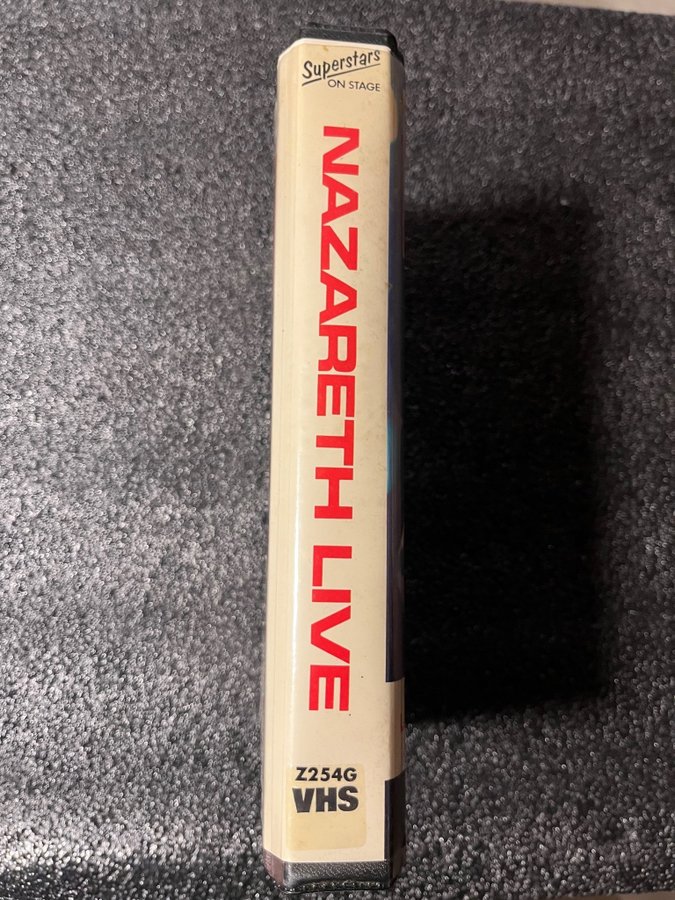 Superstars
ON STAGE
NAZARETH LIVE
Z254G
VHS